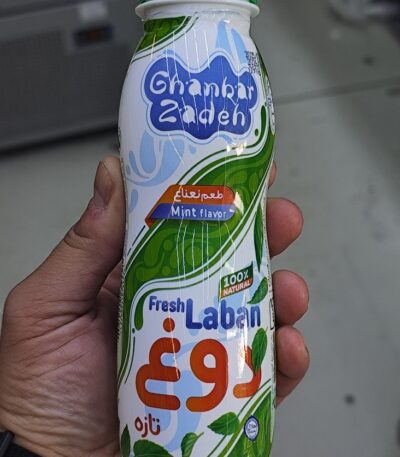 Ghanbar
Zadeh
طعم نعناع
Mint flavor
100%
NATURAL
Fresh Laban
دوغ
تازه